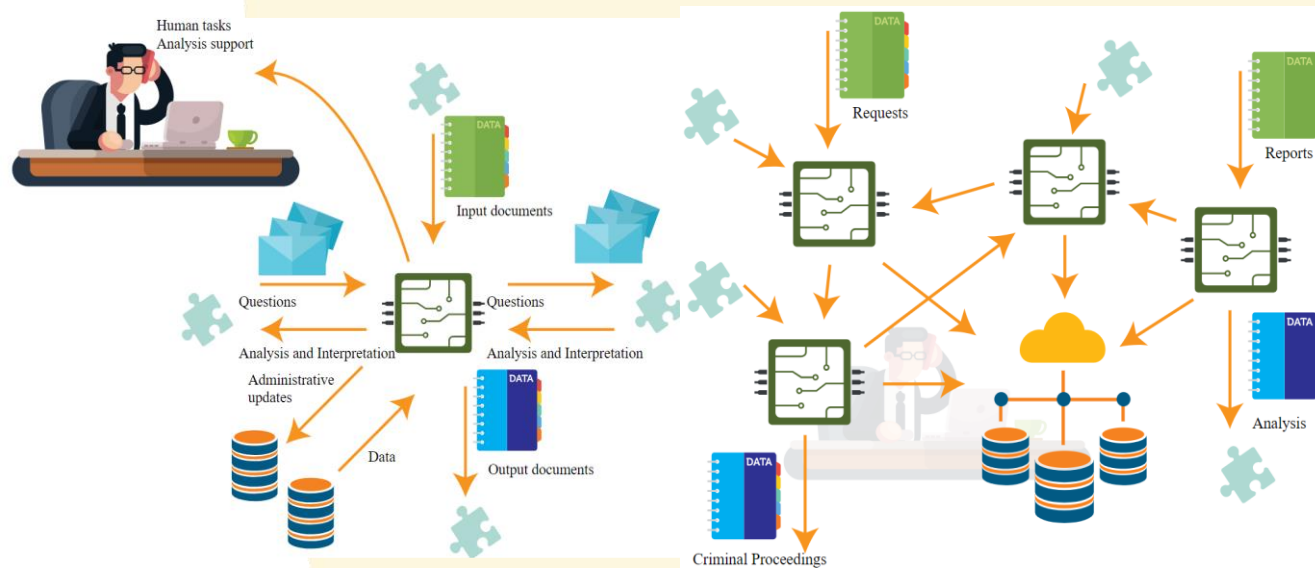 Human tasks
Analysis support
DATA
Input documents
Questions
Questions
Analysis and Interpretation
Analysis and Interpretation
Administrative
updates
DATA
Data
Output documents
DATA
Requests
DATA
Reports
DATA
Analysis
DATA
Criminal Proceedings